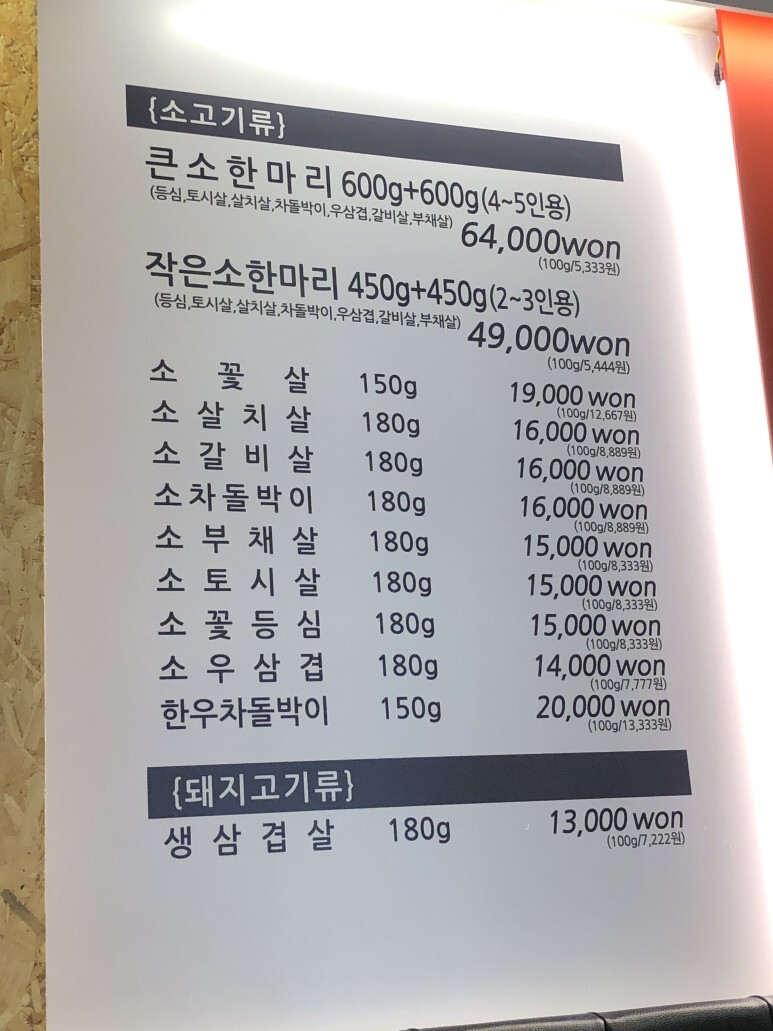 {소고기류}
큰소한마리 600g+600g(4~5인용)
(등심,토시살,살치살,차돌박이,우삼겹,갈비살,부채살) 64,000won
(100g/5,333원)
작은소한마리 450g+450g(2~3인용)
(등심,토시살,살치살,차돌박이,우삼겹,갈비살,부채살) 49,000won
(100g/5,444원)
소 꽃 살 150g 19,000 won
(100g/12,667원)
소 살 치 살 180g 16,000 won
(100g/8,889원)
소 갈 비 살 180g 16,000 won
(100g/8,889원)
소차돌박이 180g 16,000 won
(100g/8,889원)
소 부 채 살 180g 15,000 won
(100g/8,333원)
소 토 시 살 180g 15,000 won
(100g/8,333원)
소 꽃 등 심 180g 15,000 won
(100g/8,333원)
소 우 삼 겹 180g 14,000 won
(100g/7,777원)
한우차돌박이 150g 20,000 won
(100g/13,333원)
{돼지고기류}
생 삼 겹 살 180g 13,000 won
(100g/7,222원)